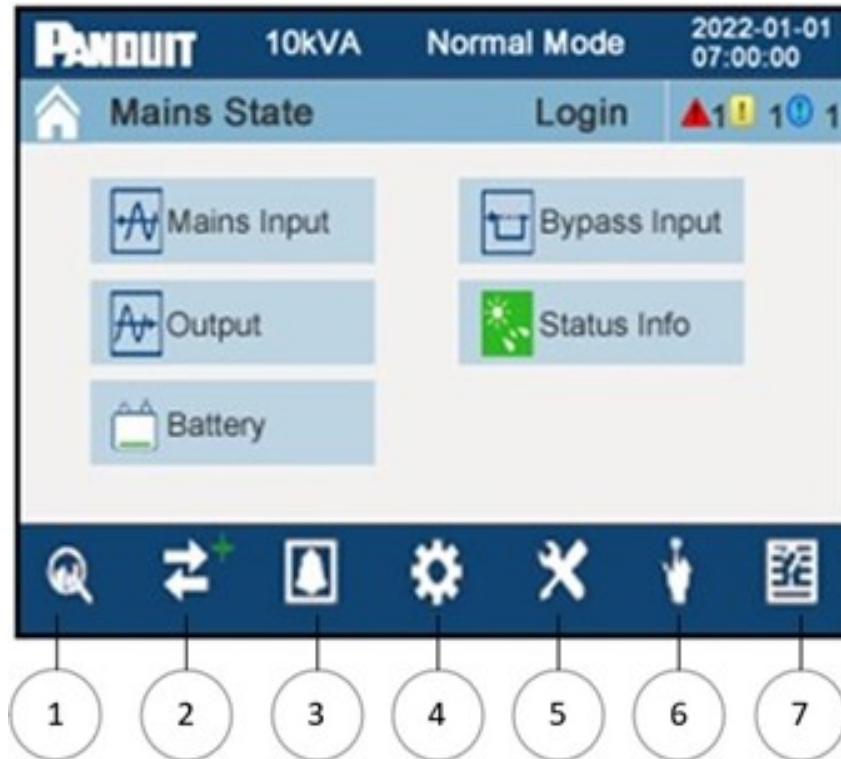 PANDUIT 10kVA Normal Mode 2022-01-01
07:00:00
Mains State Login 1 1 1
Mains Input Bypass Input
Output Status Info
Battery
1 2 3 4 5 6 7